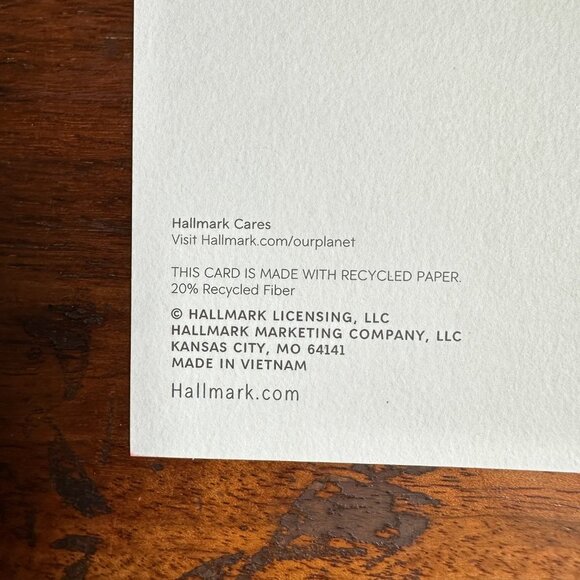 Hallmark Cares
Visit Hallmark.com/ourplanet
THIS CARD IS MADE WITH RECYCLED PAPER.
20% Recycled Fiber
© HALLMARK LICENSING, LLC
HALLMARK MARKETING COMPANY, LLC
KANSAS CITY, MO 64141
MADE IN VIETNAM
Hallmark.com